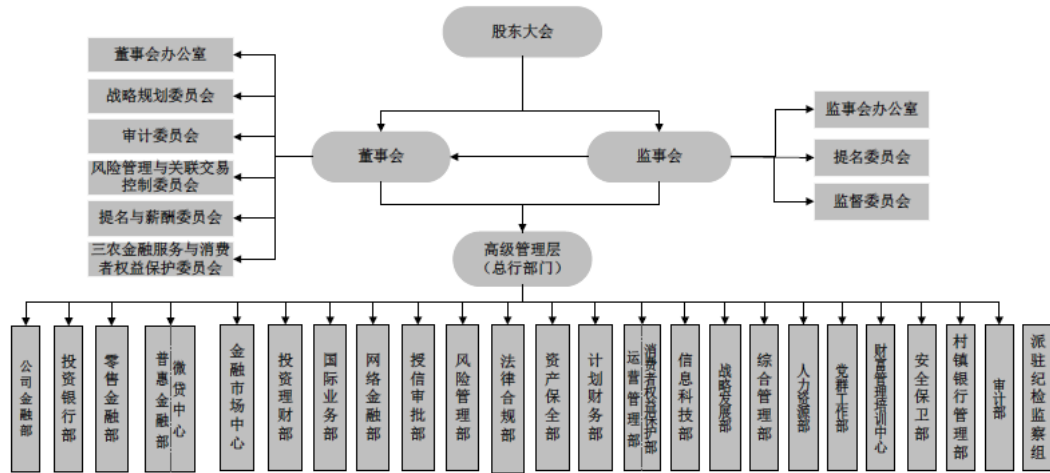 股东大会
董事会办公室
战略规划委员会
审计委员会
风险管理与关联交易
控制委员会
提名与薪酬委员会
三农金融服务与消费
者权益保护委员会
董事会
监事会
监事会办公室
提名委员会
监督委员会
高级管理层
（总行部门）
公司金融部
投资银行部
零售金融部
普惠金融部
微贷中心
金融市场中心
投资理财部
国际业务部
网络金融部
授信审批部
风险管理部
法律合规部
资产保全部
计划财务部
运营管理部
消费者权益保护部
信息科技部
战略发展部
综合管理部
人力资源部
党群工作部
财富管理培训中心
安全保卫部
村镇银行管理部
审计部
派驻纪检监察组